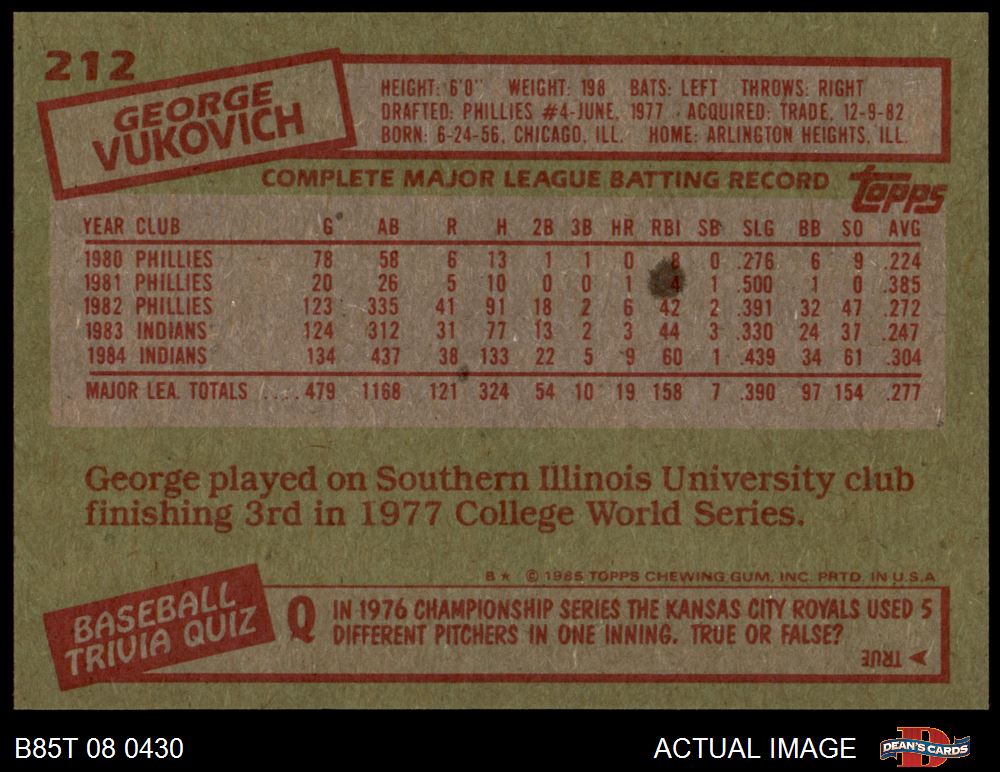 212
GEORGE
VUKOVICH
HEIGHT: 6'0" WEIGHT: 198 BATS: LEFT THROWS: RIGHT
DRAFTED: PHILLIES #4-JUNE, 1977 · ACQUIRED: TRADE, 12-9-82
BORN: 6-24-56, CHICAGO, ILL. HOME: ARLINGTON HEIGHTS, ILL.
COMPLETE MAJOR LEAGUE BATTING RECORD
Topps
YEAR CLUB G AB R H 2B 3B HR RBI SB SLG BB SO AVG
1980 PHILLIES 78 58 6 13 1 1 0 8 0 .276 6 9 .224
1981 PHILLIES 20 26 5 10 0 0 1 4 1 .500 1 0 .385
1982 PHILLIES 123 335 41 91 18 2 6 42 2 .391 32 47 .272
1983 INDIANS 124 312 31 77 13 2 3 44 3 .330 24 37 .247
1984 INDIANS 134 437 38 133 22 5 9 60 1 .439 34 61 .304
MAJOR LEA. TOTALS ....479 1168 121 324 54 10 19 158 7 .390 97 154 .277
George played on Southern Illinois University club
finishing 3rd in 1977 College World Series.
B* © 1985 TOPPS CHEWING GUM, INC. PRTD. IN U.S.A
BASEBALL
TRIVIA QUIZ
Q IN 1976 CHAMPIONSHIP SERIES THE KANSAS CITY ROYALS USED 5
DIFFERENT PITCHERS IN ONE INNING. TRUE OR FALSE?
TRUE
B85T 08 0430
ACTUAL IMAGE
D
DEAN'S CARDS